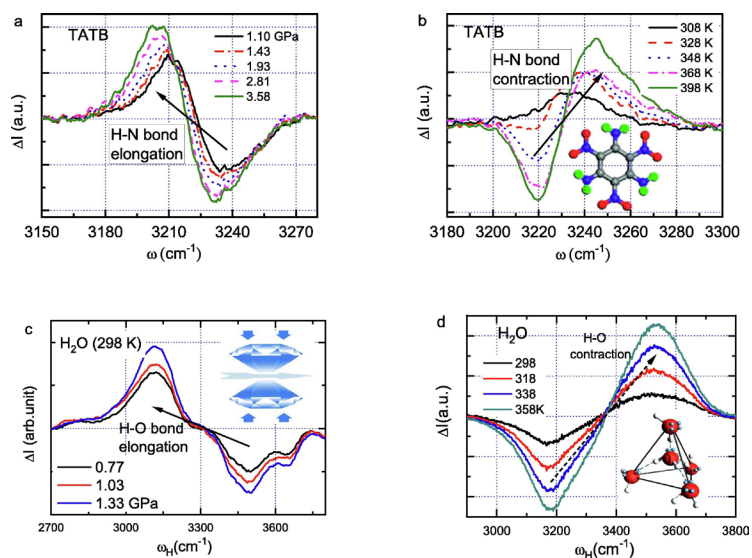 a
TATB
1.10 GPa
1.43
1.93
2.81
3.58
H-N bond
elongation
ΔI (a.u.)
3150 3180 3210 3240 3270
ω (cm⁻¹)
b
TATB
308 K
328 K
348 K
368 K
398 K
H-N bond
contraction
ΔI (a.u.)
3180 3200 3220 3240 3260 3280 3300
ω (cm⁻¹)
c
H₂O (298 K)
H-O bond
elongation
0.77
1.03
1.33 GPa
ΔI (arb.unit)
2700 3000 3300 3600
ω_H(cm⁻¹)
d
H₂O
298
318
338
358K
H-O
contraction
ΔI(a.u.)
3000 3200 3400 3600 3800
ω_H(cm⁻¹)